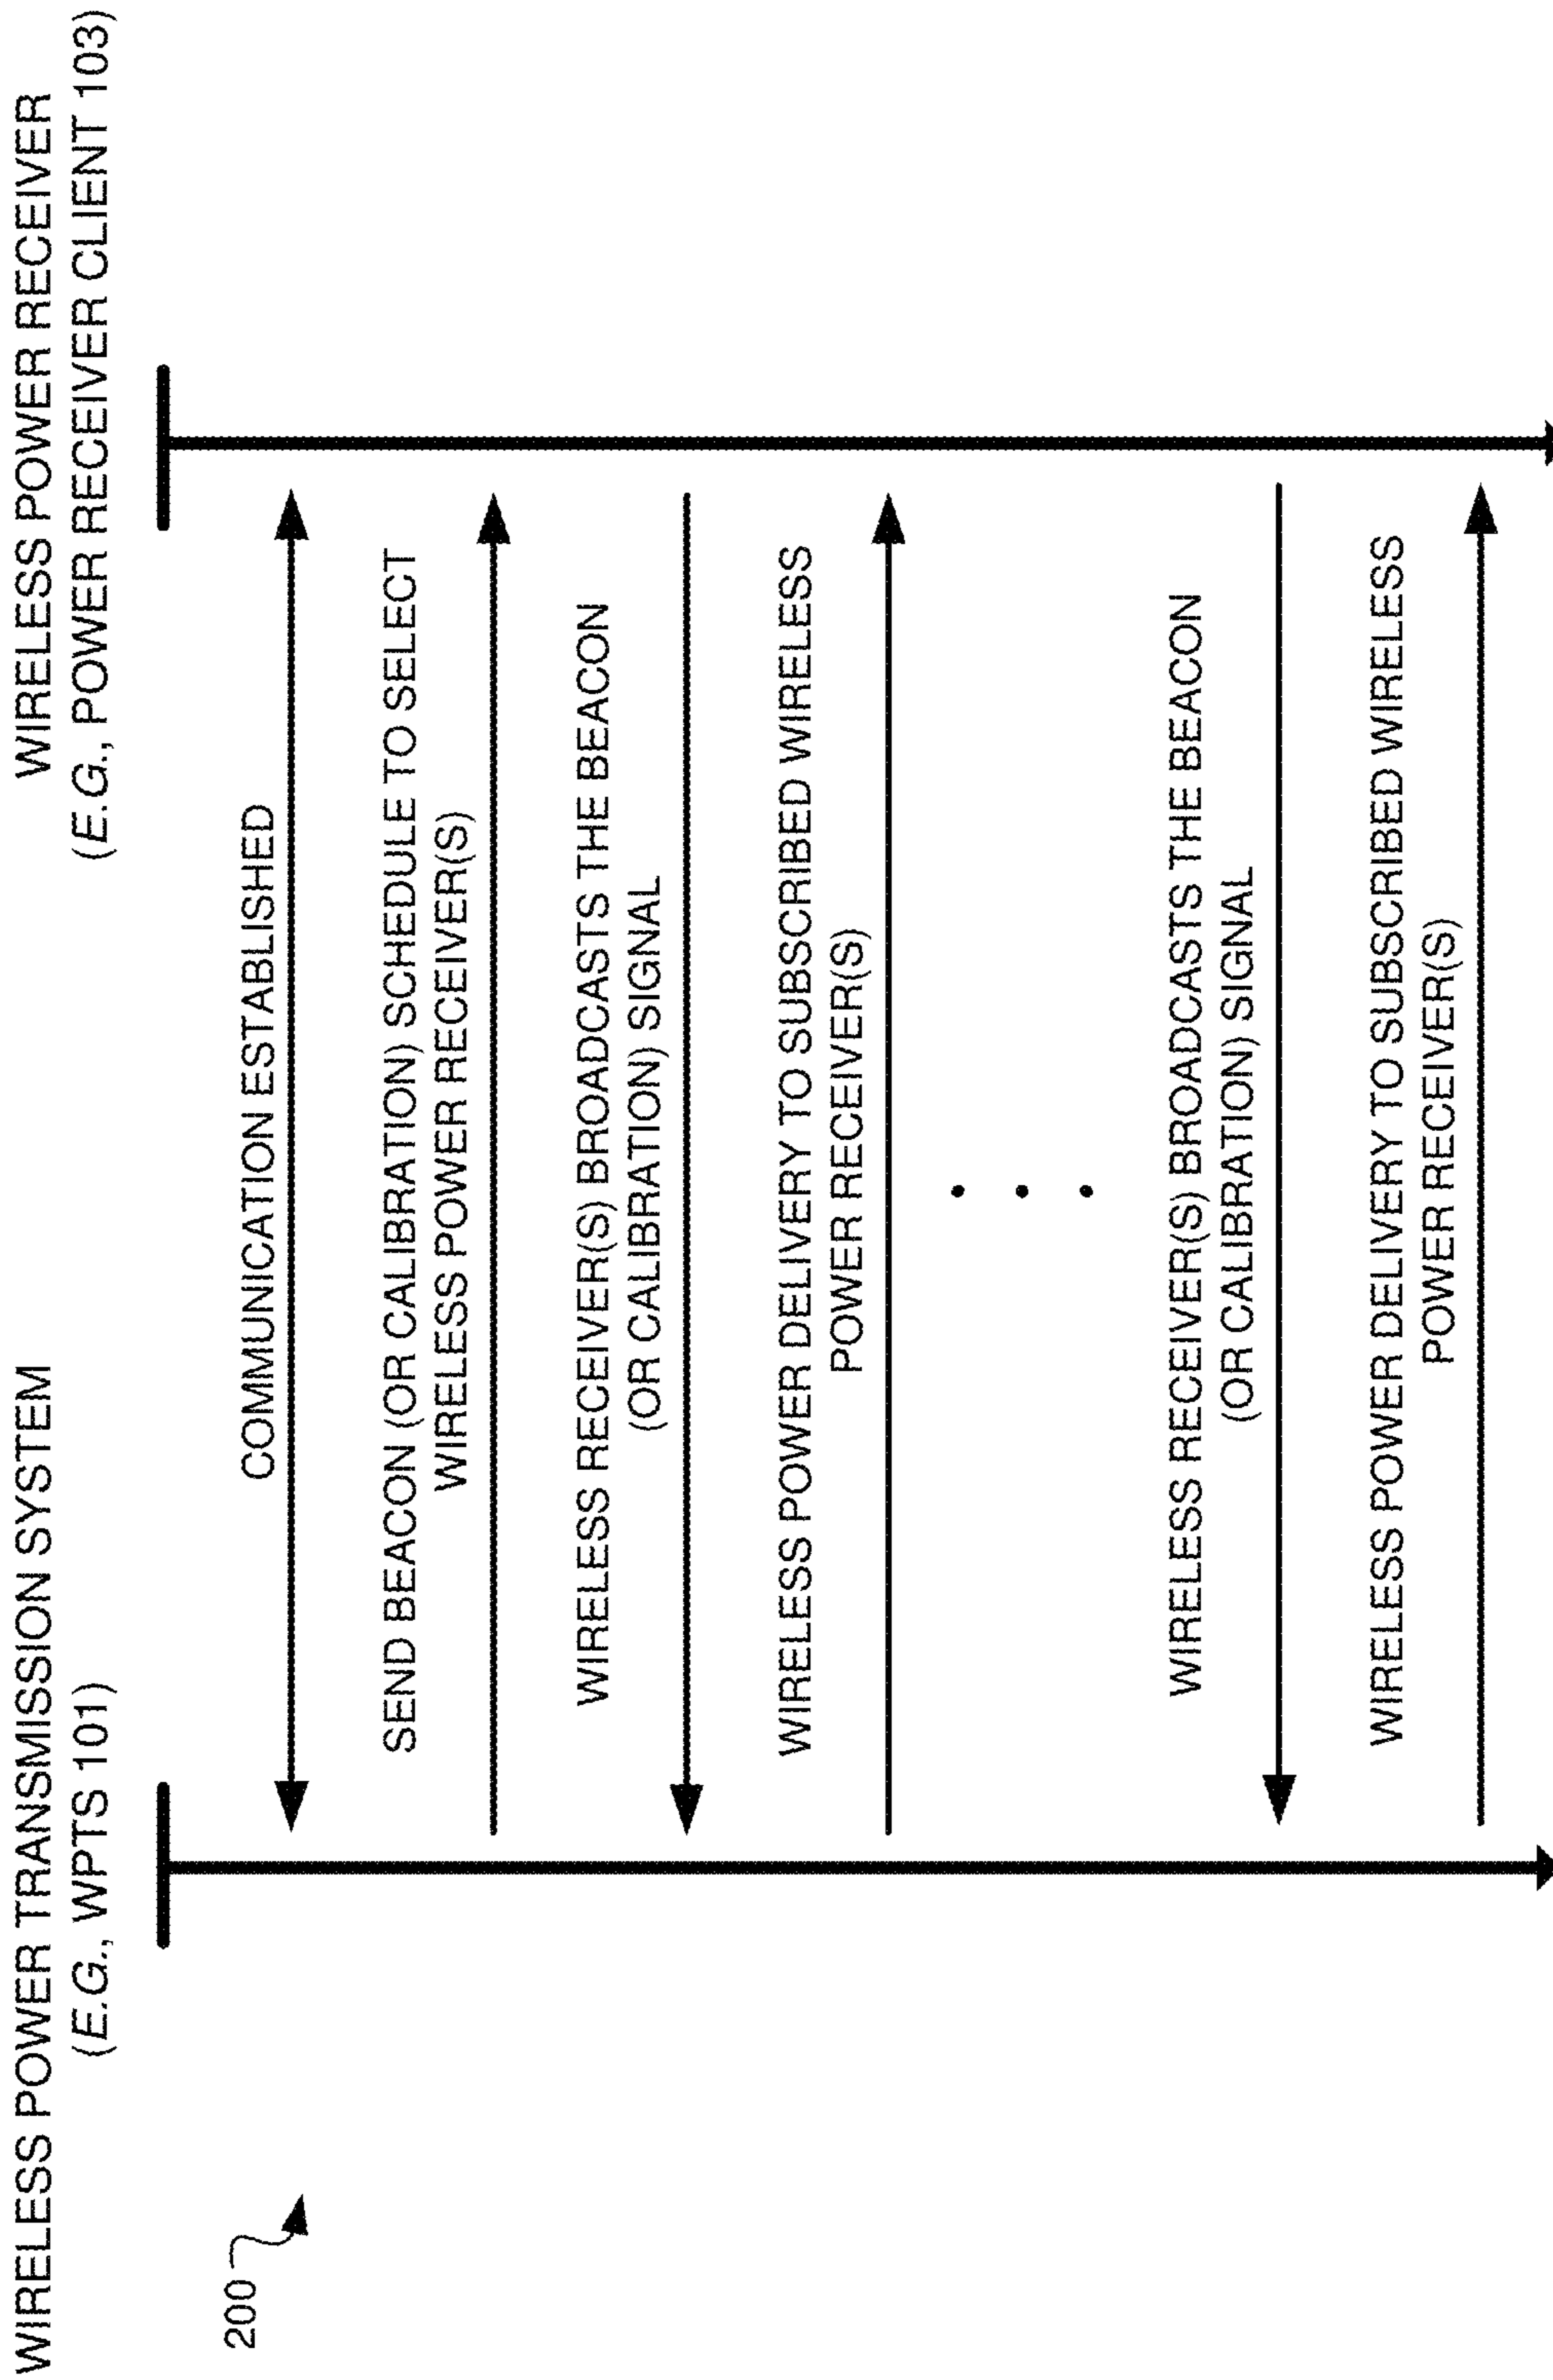 WIRELESS POWER TRANSMISSION SYSTEM
(E.G., WPTS 101)
WIRELESS POWER RECEIVER
(E.G., POWER RECEIVER CLIENT 103)
200
COMMUNICATION ESTABLISHED
SEND BEACON (OR CALIBRATION) SCHEDULE TO SELECT
WIRELESS POWER RECEIVER(S)
WIRELESS RECEIVER(S) BROADCASTS THE BEACON
(OR CALIBRATION) SIGNAL
WIRELESS POWER DELIVERY TO SUBSCRIBED WIRELESS
POWER RECEIVER(S)
WIRELESS RECEIVER(S) BROADCASTS THE BEACON
(OR CALIBRATION) SIGNAL
WIRELESS POWER DELIVERY TO SUBSCRIBED WIRELESS
POWER RECEIVER(S)